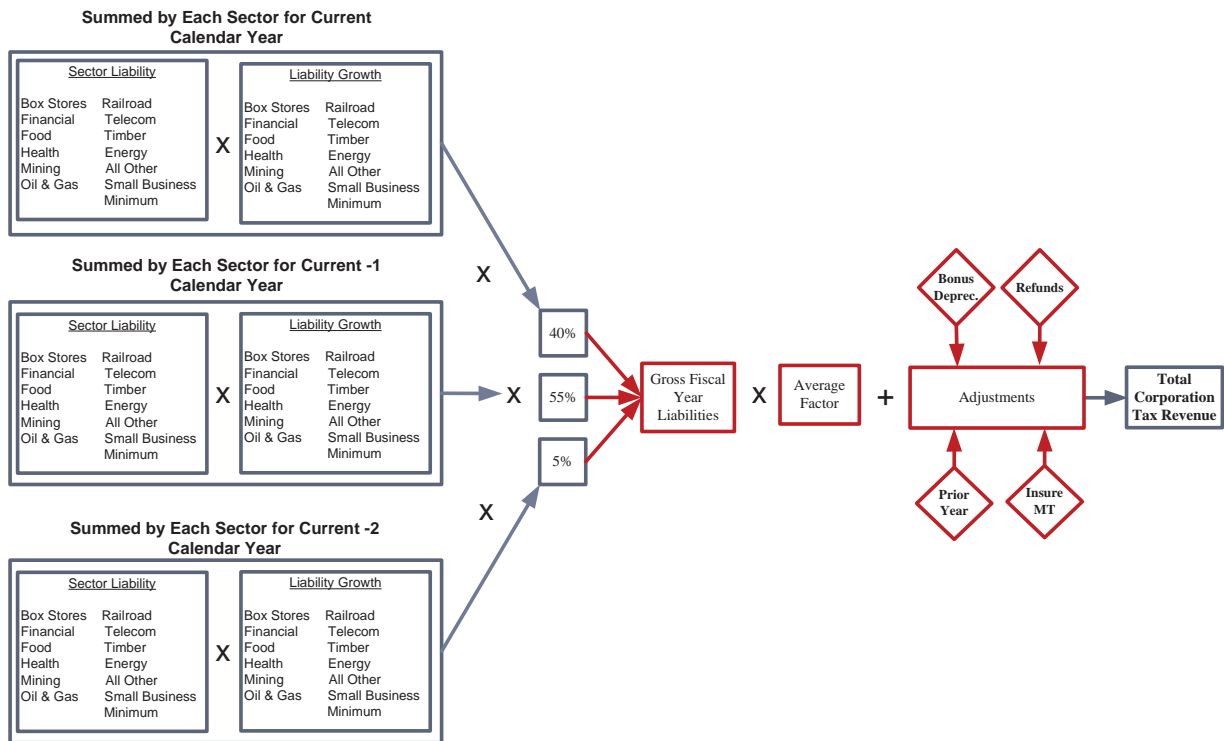 Summed by Each Sector for Current
Calendar Year
Sector Liability
Box Stores Railroad
Financial Telecom
Food Timber
Health Energy
Mining All Other
Oil & Gas Small Business
Minimum
X
Liability Growth
Box Stores Railroad
Financial Telecom
Food Timber
Health Energy
Mining All Other
Oil & Gas Small Business
Minimum
X
Summed by Each Sector for Current -1
Calendar Year
Sector Liability
Box Stores Railroad
Financial Telecom
Food Timber
Health Energy
Mining All Other
Oil & Gas Small Business
Minimum
X
Liability Growth
Box Stores Railroad
Financial Telecom
Food Timber
Health Energy
Mining All Other
Oil & Gas Small Business
Minimum
X
Summed by Each Sector for Current -2
Calendar Year
Sector Liability
Box Stores Railroad
Financial Telecom
Food Timber
Health Energy
Mining All Other
Oil & Gas Small Business
Minimum
X
Liability Growth
Box Stores Railroad
Financial Telecom
Food Timber
Health Energy
Mining All Other
Oil & Gas Small Business
Minimum
X
40%
55%
5%
Gross Fiscal
Year
Liabilities
X
Average
Factor
+
Bonus
Deprec.
Refunds
Adjustments
Prior
Year
Insure
MT
Total
Corporation
Tax Revenue